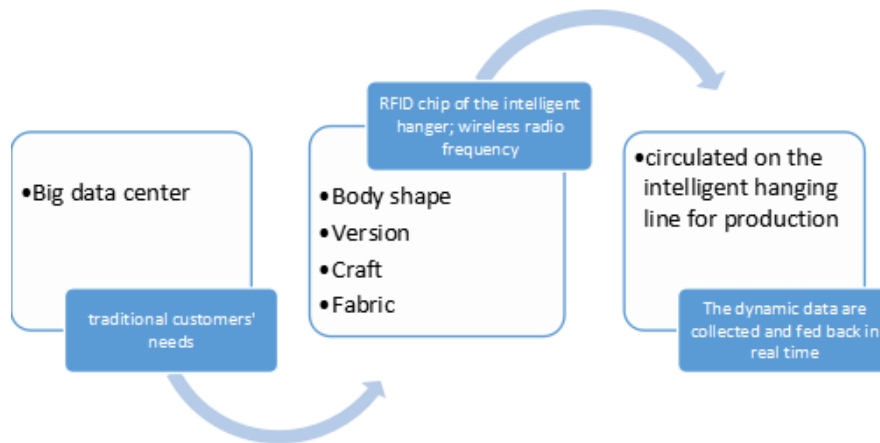 •Big data center
traditional customers'
needs
RFID chip of the intelligent
hanger; wireless radio
frequency
•Body shape
•Version
•Craft
•Fabric
•circulated on the
intelligent hanging
line for production
The dynamic data are
collected and fed back in
real time